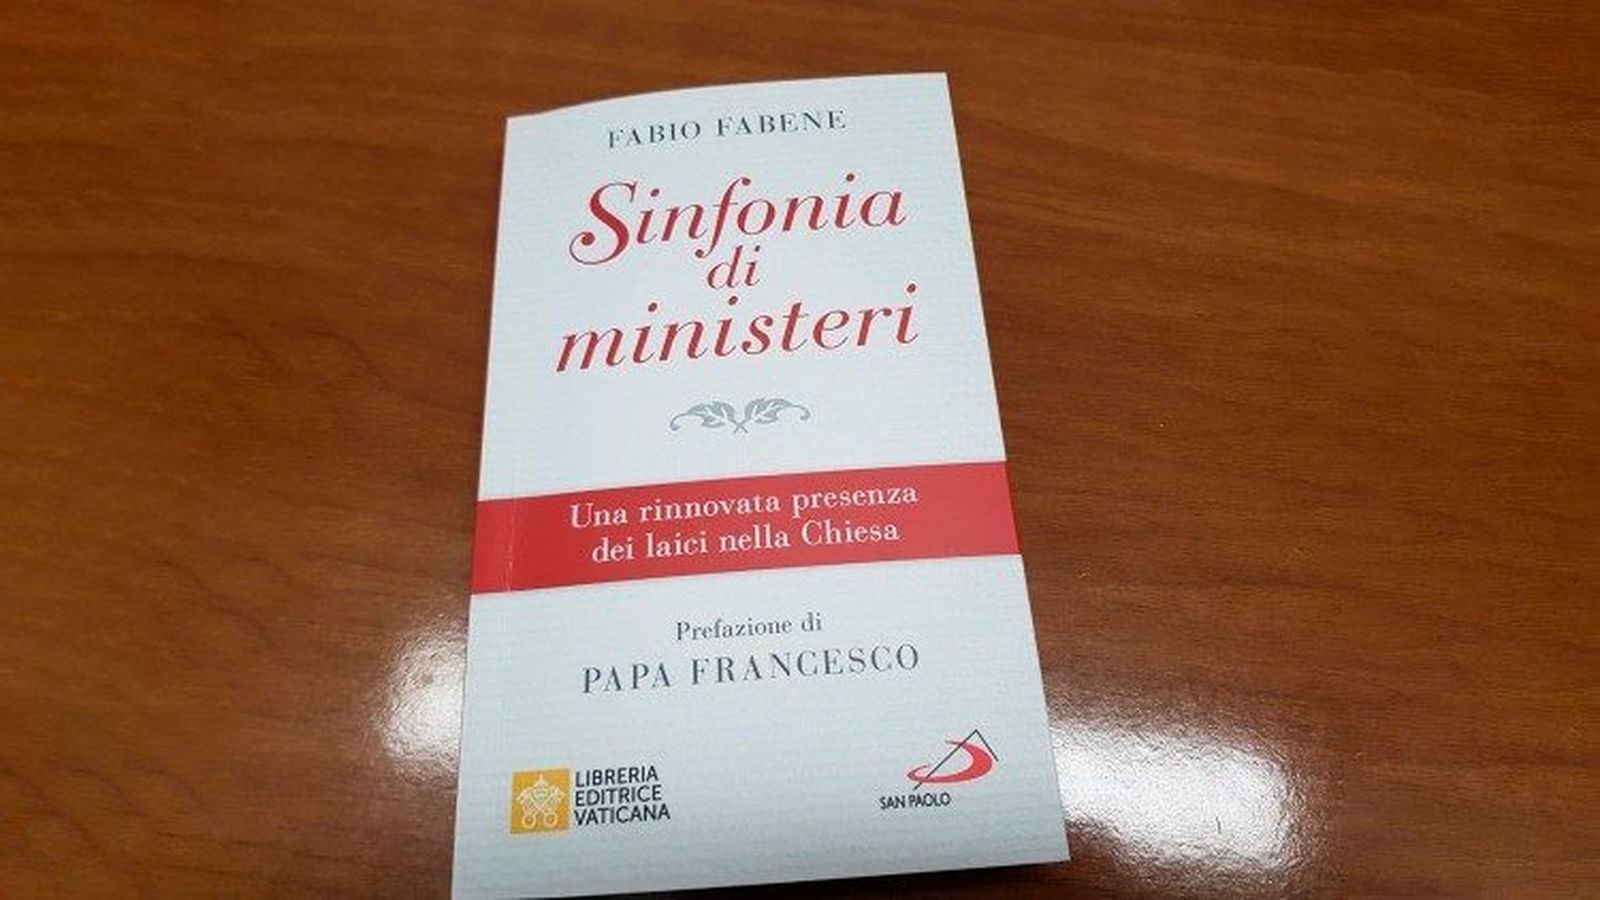 FABIO FABENE
Sinfonia
di
ministeri
Una rinnovata presenza
dei laici nella Chiesa
Prefazione di
PAPA FRANCESCO
LIBRERIA
EDITRICE
VATICANA
SAN PAOLO